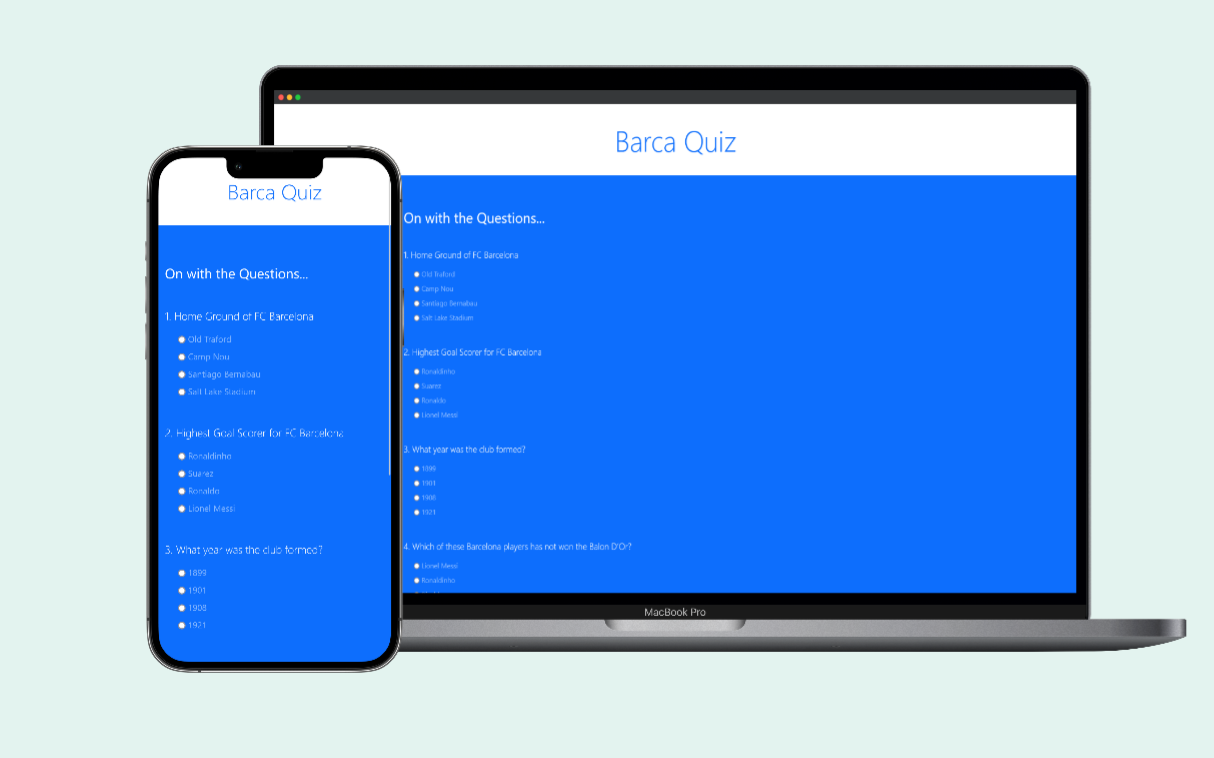 Barca Quiz
On with the Questions...
1. Home Ground of FC Barcelona
Old Traford
Camp Nou
Santiago Bernabau
Salt Lake Stadium
2. Highest Goal Scorer for FC Barcelona
Ronaldinho
Suarez
Ronaldo
Lionel Messi
3. What year was the club formed?
1899
1901
1908
1921
Barca Quiz
On with the Questions...
1. Home Ground of FC Barcelona
Old Traford
Camp Nou
Santiago Bernabau
Salt Lake Stadium
2. Highest Goal Scorer for FC Barcelona
Ronaldinho
Suarez
Ronaldo
Lionel Messi
3. What year was the club formed?
1899
1901
1908
1921
4. Which of these Barcelona players has not won the Balon D'Or?
Lionel Messi
Ronaldinho
MacBook Pro